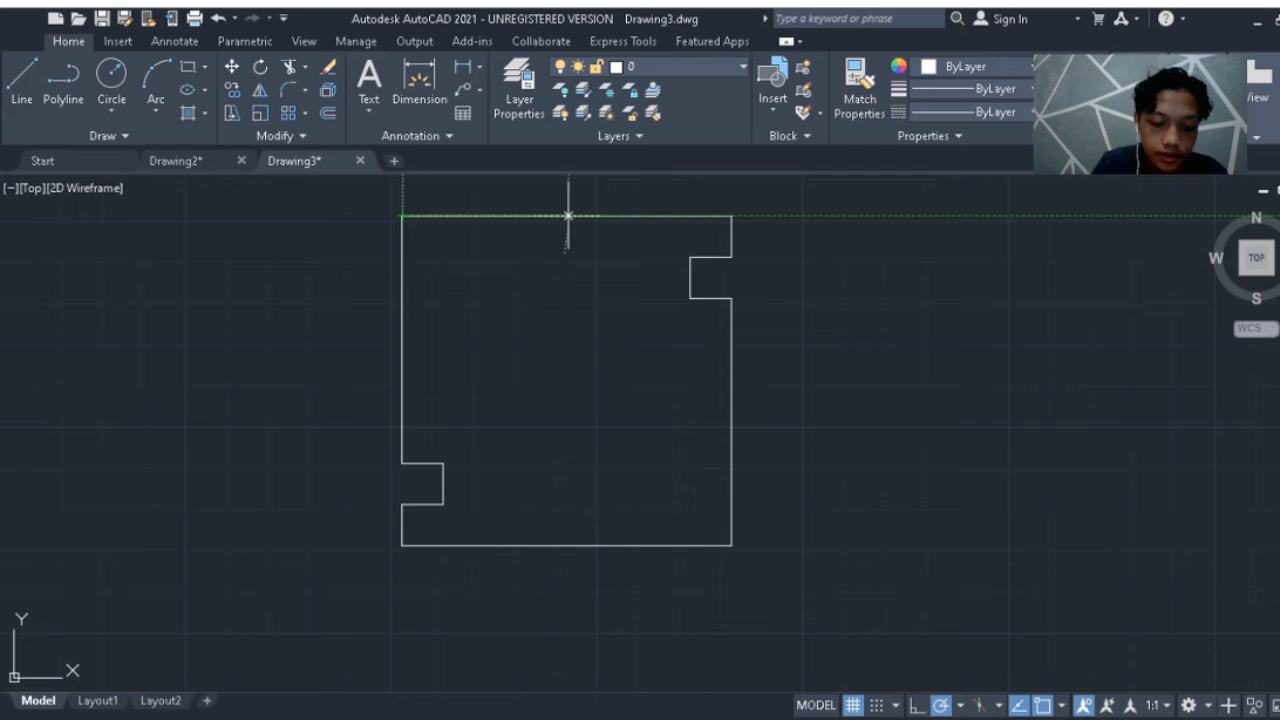 Autodesk AutoCAD 2021 - UNREGISTERED VERSION Drawing3.dwg Type a keyword or phrase Sign In
Home Insert Annotate Parametric View Manage Output Add-ins Collaborate Express Tools Featured Apps
0 ByLayer
ByLayer
Line Polyline Circle Arc Text Dimension Layer Properties Insert Match Properties View
ByLayer
Draw Modify Annotation Layers Block Properties
Start Drawing2* Drawing3*
[−][Top][2D Wireframe]
N
W TOP
S
WCS
Y
X
Model Layout1 Layout2 MODEL 1:1